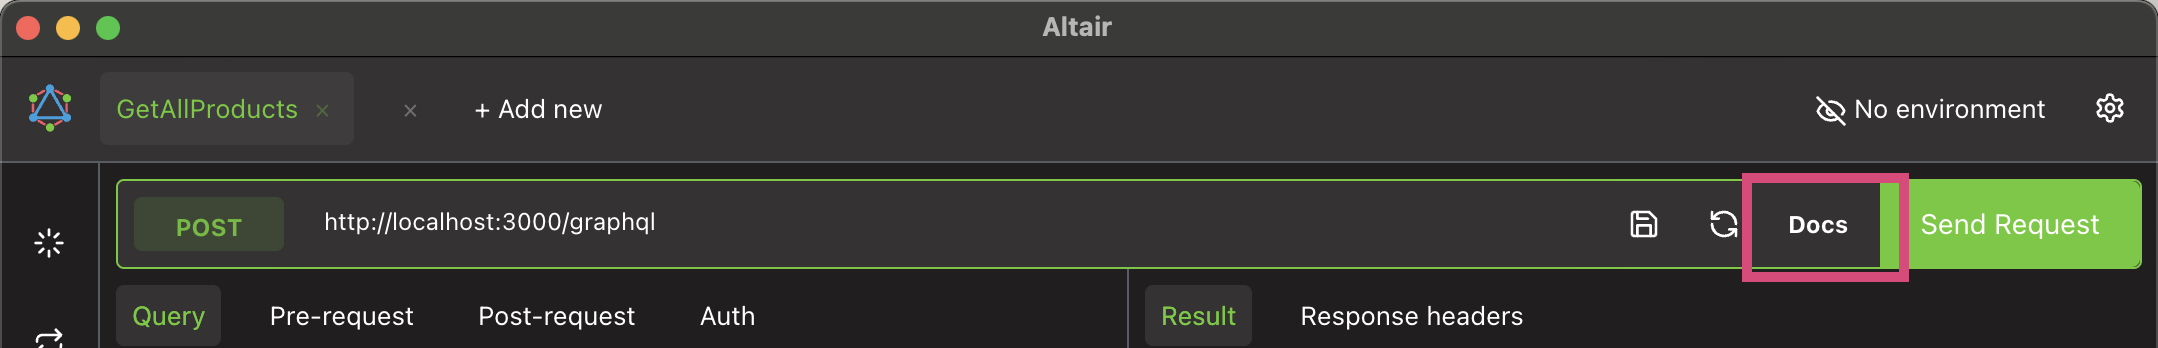 Altair
GetAllProducts × × + Add new No environment
POST http://localhost:3000/graphql Docs Send Request
Query Pre-request Post-request Auth Result Response headers